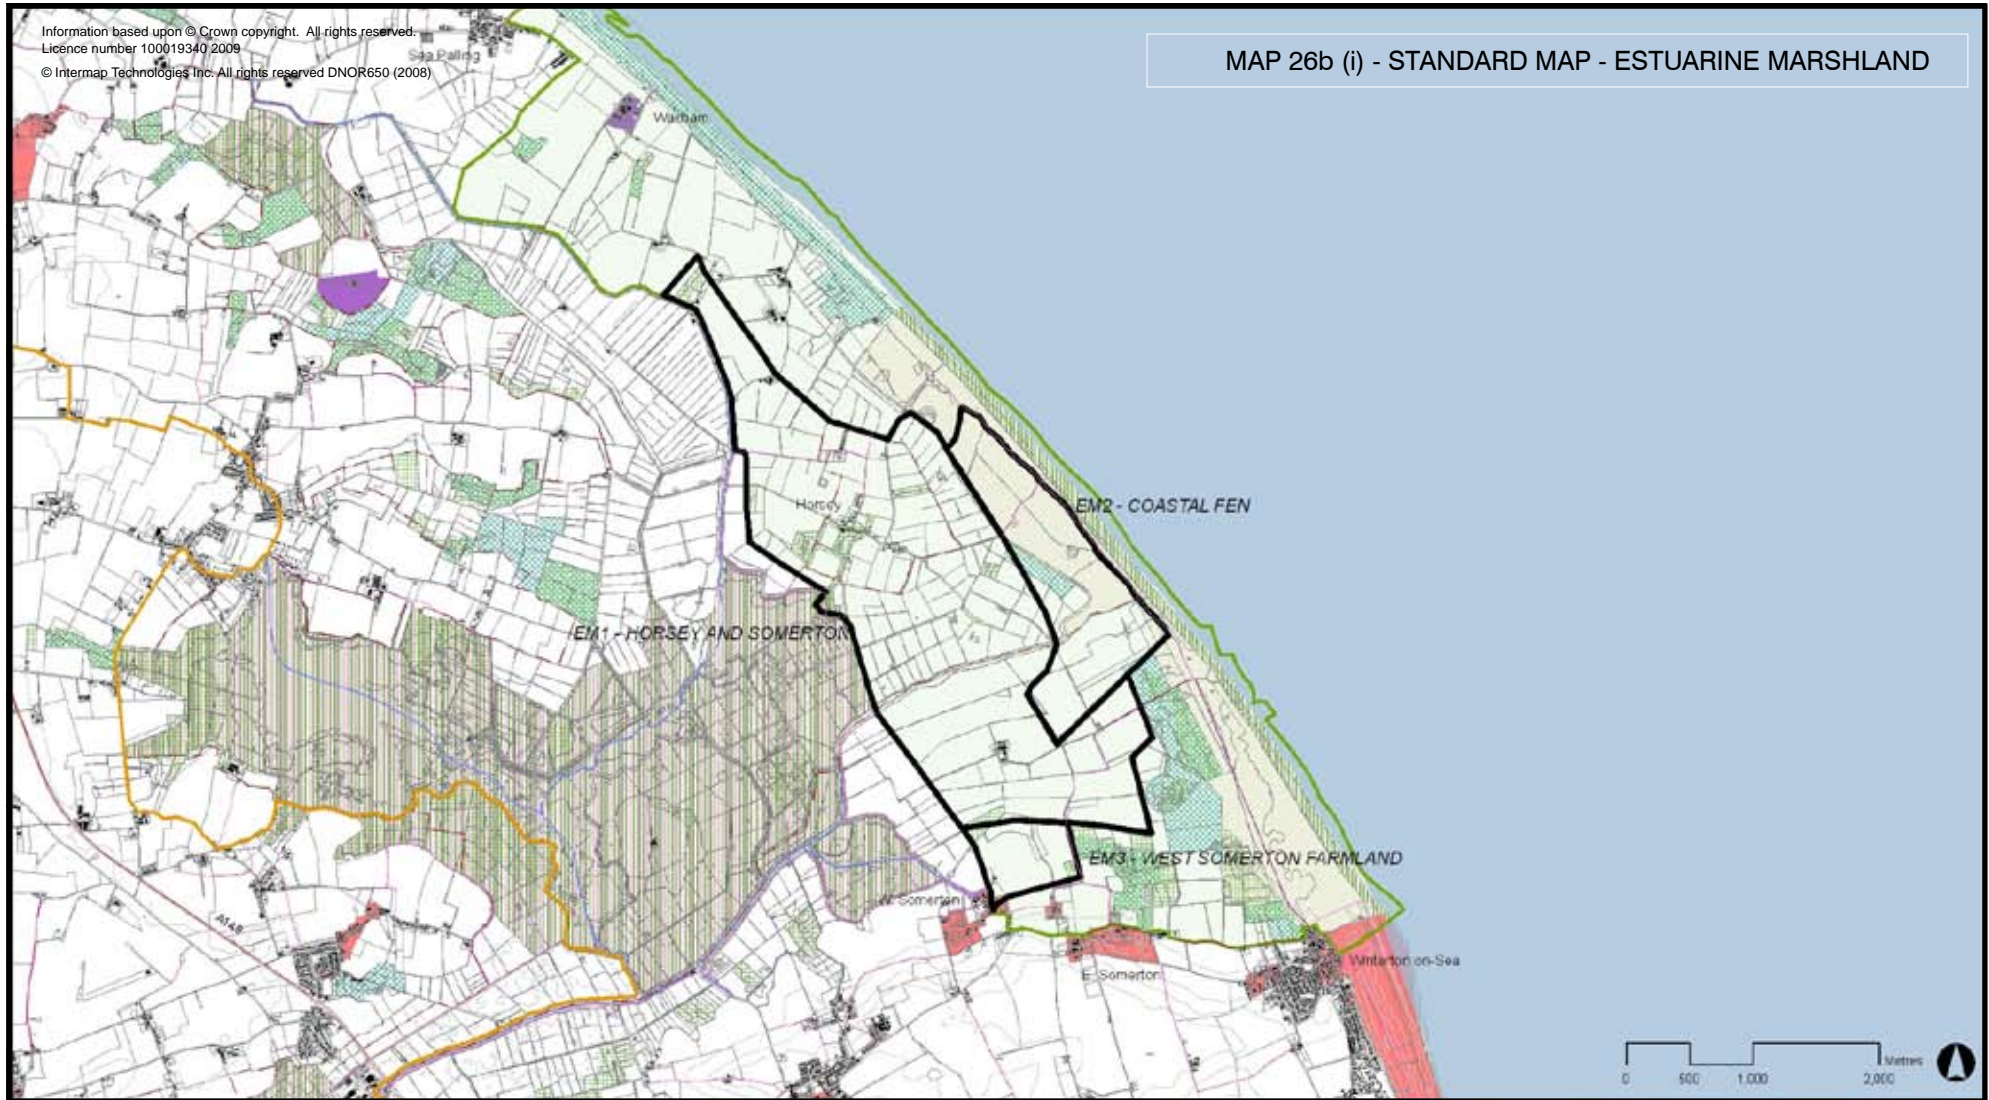 Information based upon © Crown copyright. All rights reserved.
Licence number 100019340 2009
© Intermap Technologies Inc. All rights reserved DNOR650 (2008)
MAP 26b (i) - STANDARD MAP - ESTUARINE MARSHLAND
Sea Palling
Waxham
Horsey
EM2 - COASTAL FEN
EM1 - HORSEY AND SOMERTON
EM3 - WEST SOMERTON FARMLAND
W. Somerton
A149
E. Somerton
Winterton on-Sea
Metres
0 500 1,000 2,000